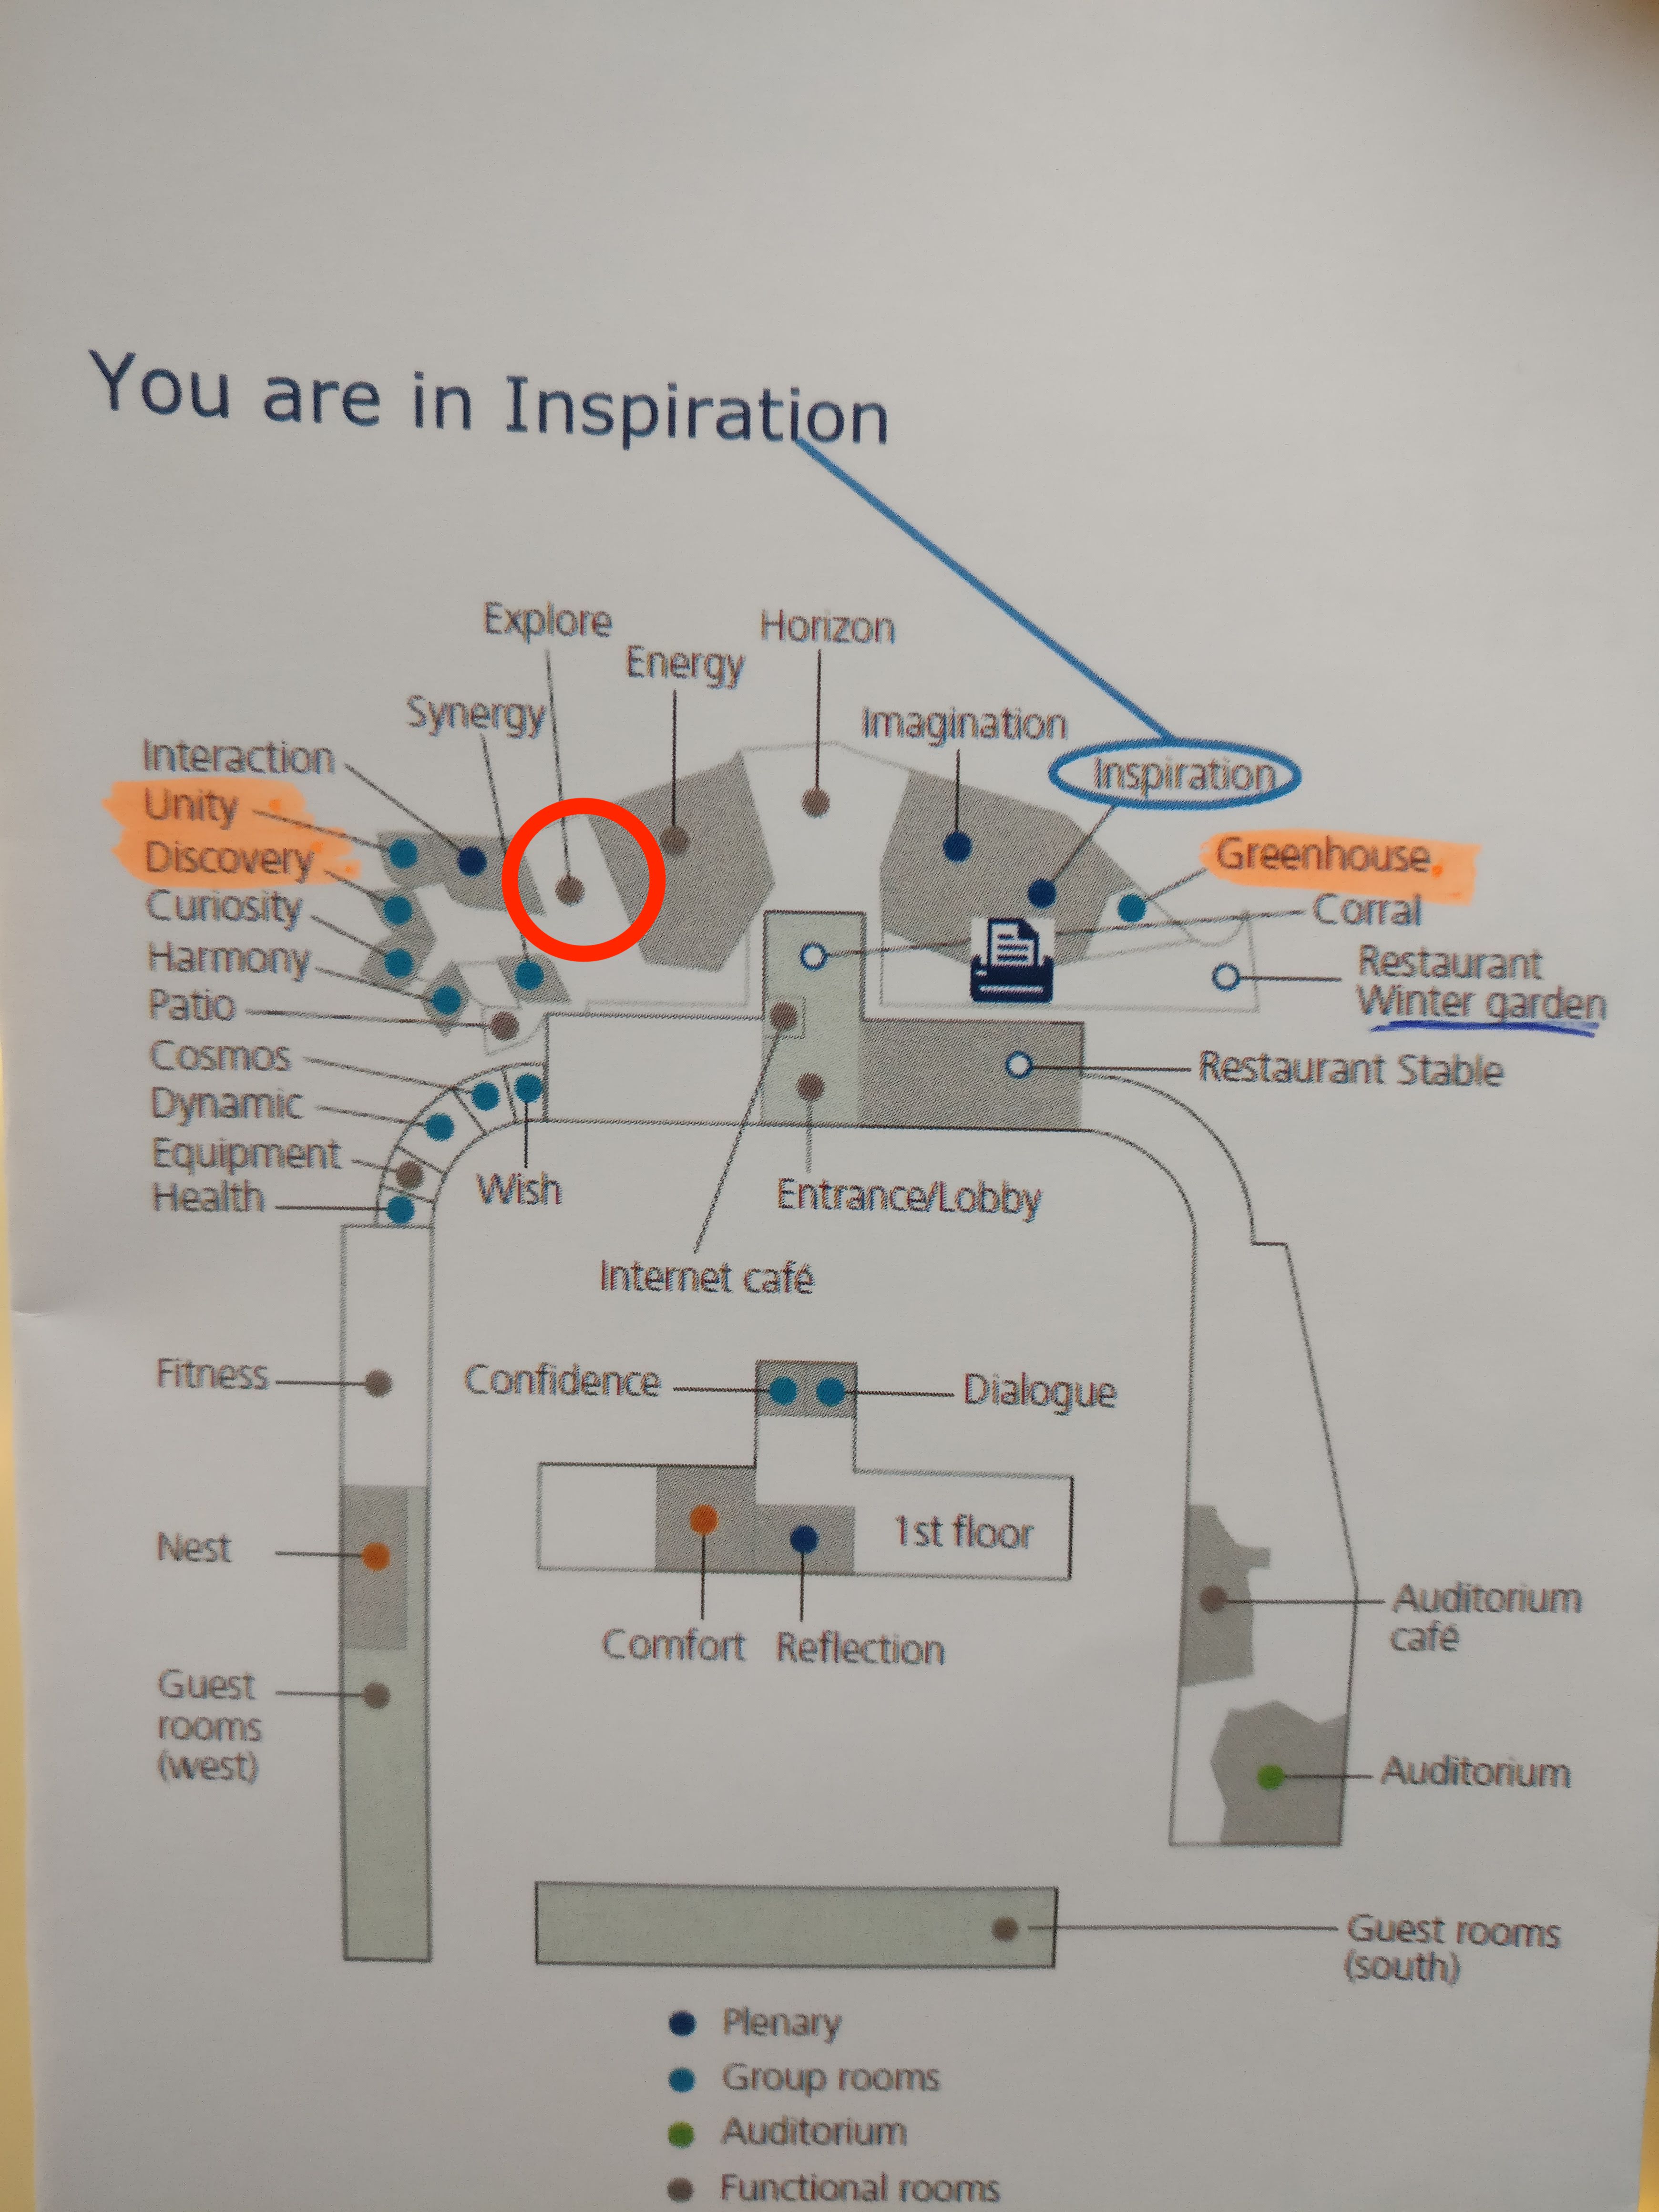 You are in Inspiration
Explore
Horizon
Energy
Synergy
Imagination
Interaction
Inspiration
Unity
Discovery
Greenhouse
Curiosity
Corral
Harmony
Restaurant
Winter garden
Patio
Cosmos
Restaurant Stable
Dynamic
Equipment
Health
Wish
Entrance/Lobby
Internet café
Fitness
Confidence
Dialogue
Nest
1st floor
Comfort
Reflection
Auditorium
café
Guest
rooms
(west)
Auditorium
Guest rooms
(south)
Plenary
Group rooms
Auditorium
Functional rooms